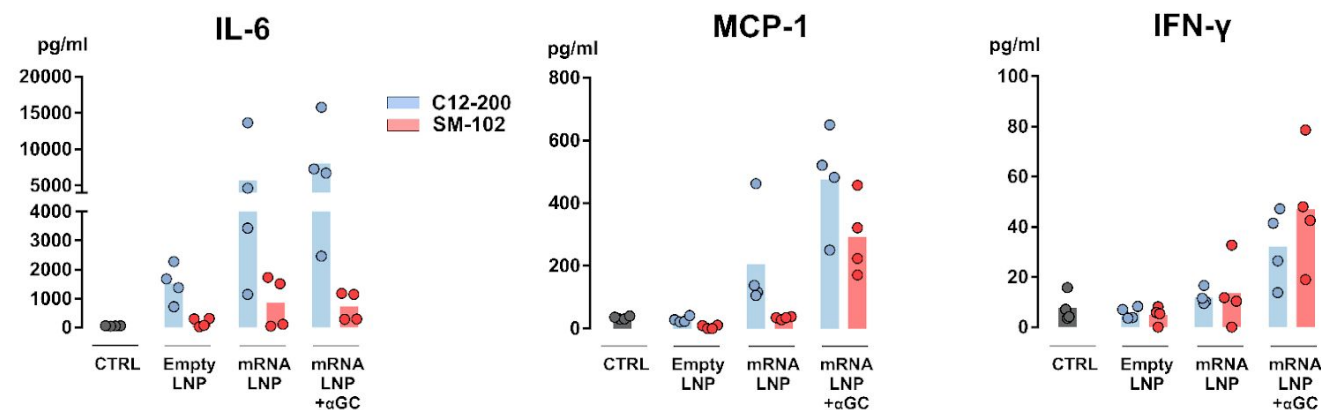 IL-6
pg/ml
20000
15000
10000
5000
4000
3000
2000
1000
0
CTRL
Empty
LNP
mRNA
LNP
mRNA
LNP
+αGC
C12-200
SM-102
MCP-1
pg/ml
800
600
400
200
0
CTRL
Empty
LNP
mRNA
LNP
mRNA
LNP
+αGC
IFN-γ
pg/ml
100
80
60
40
20
0
CTRL
Empty
LNP
mRNA
LNP
mRNA
LNP
+αGC